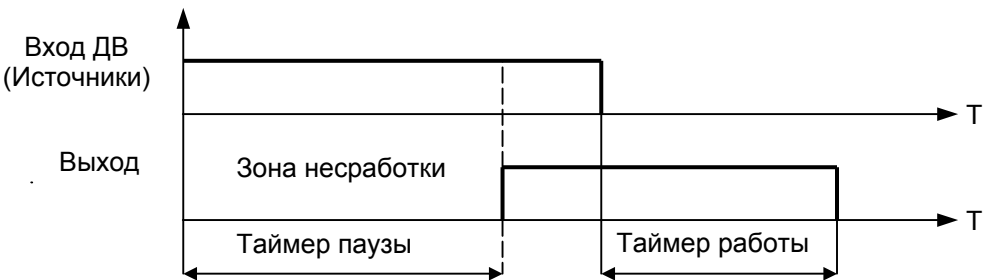 Вход ДВ
(Источники)
T
Выход
Зона несработки
T
Таймер паузы
Таймер работы